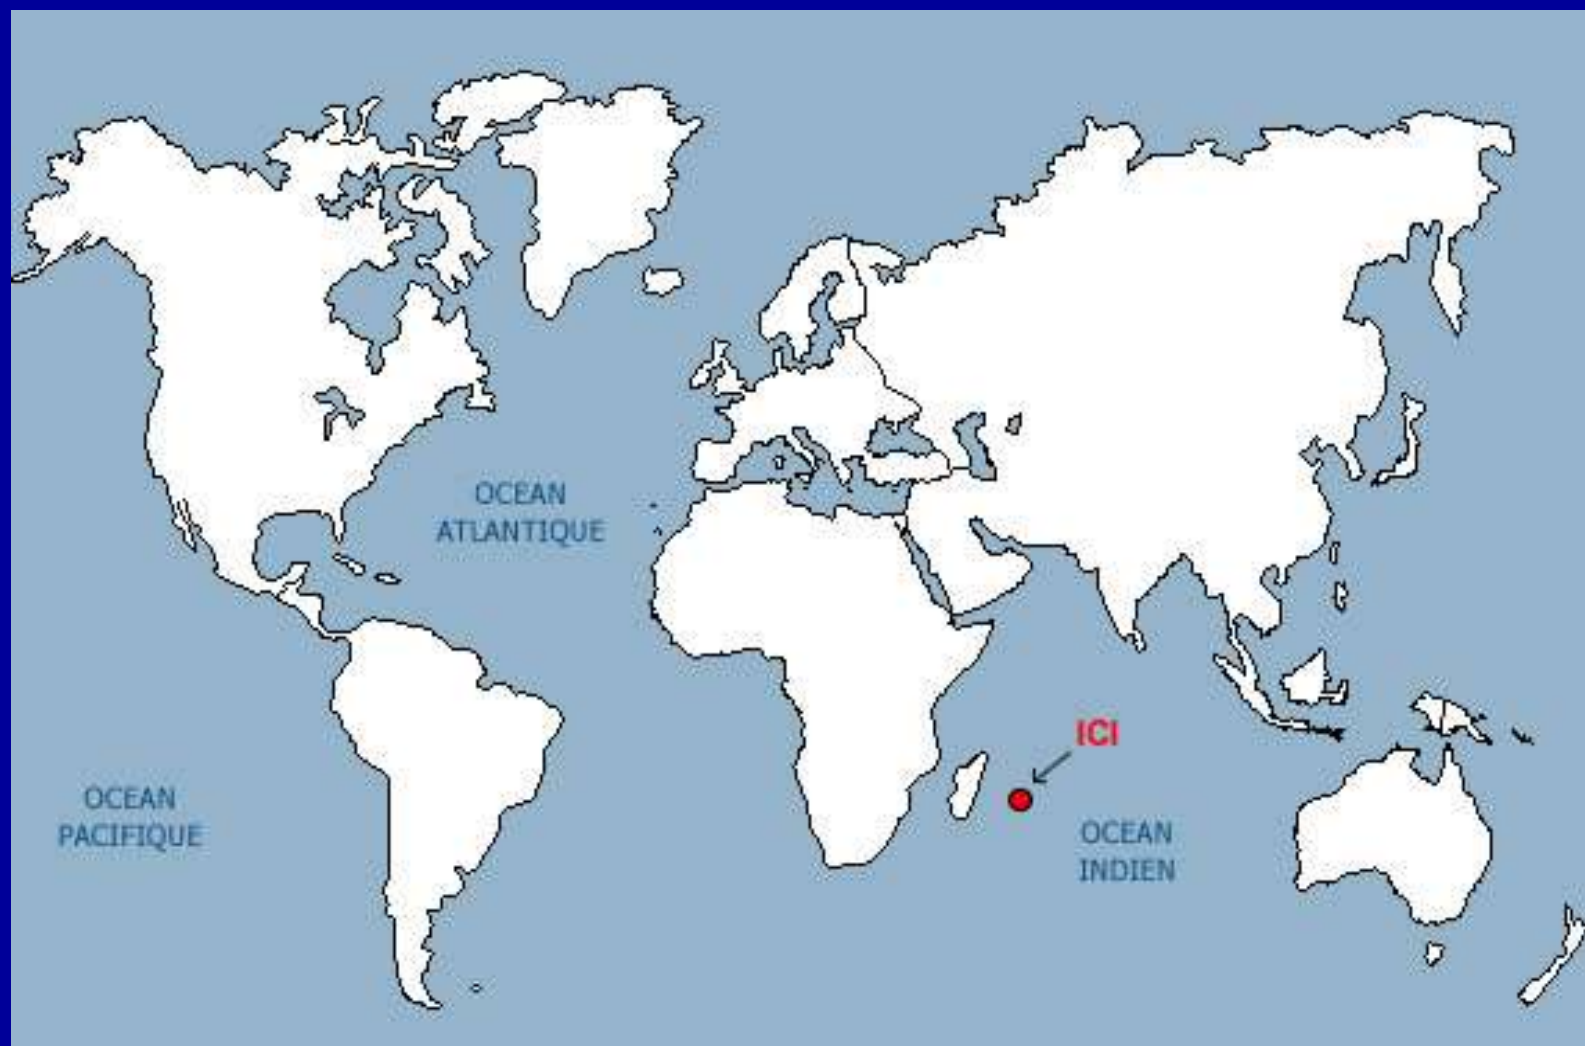 OCEAN
ATLANTIQUE
ICI
OCEAN
PACIFIQUE
OCEAN
INDIEN